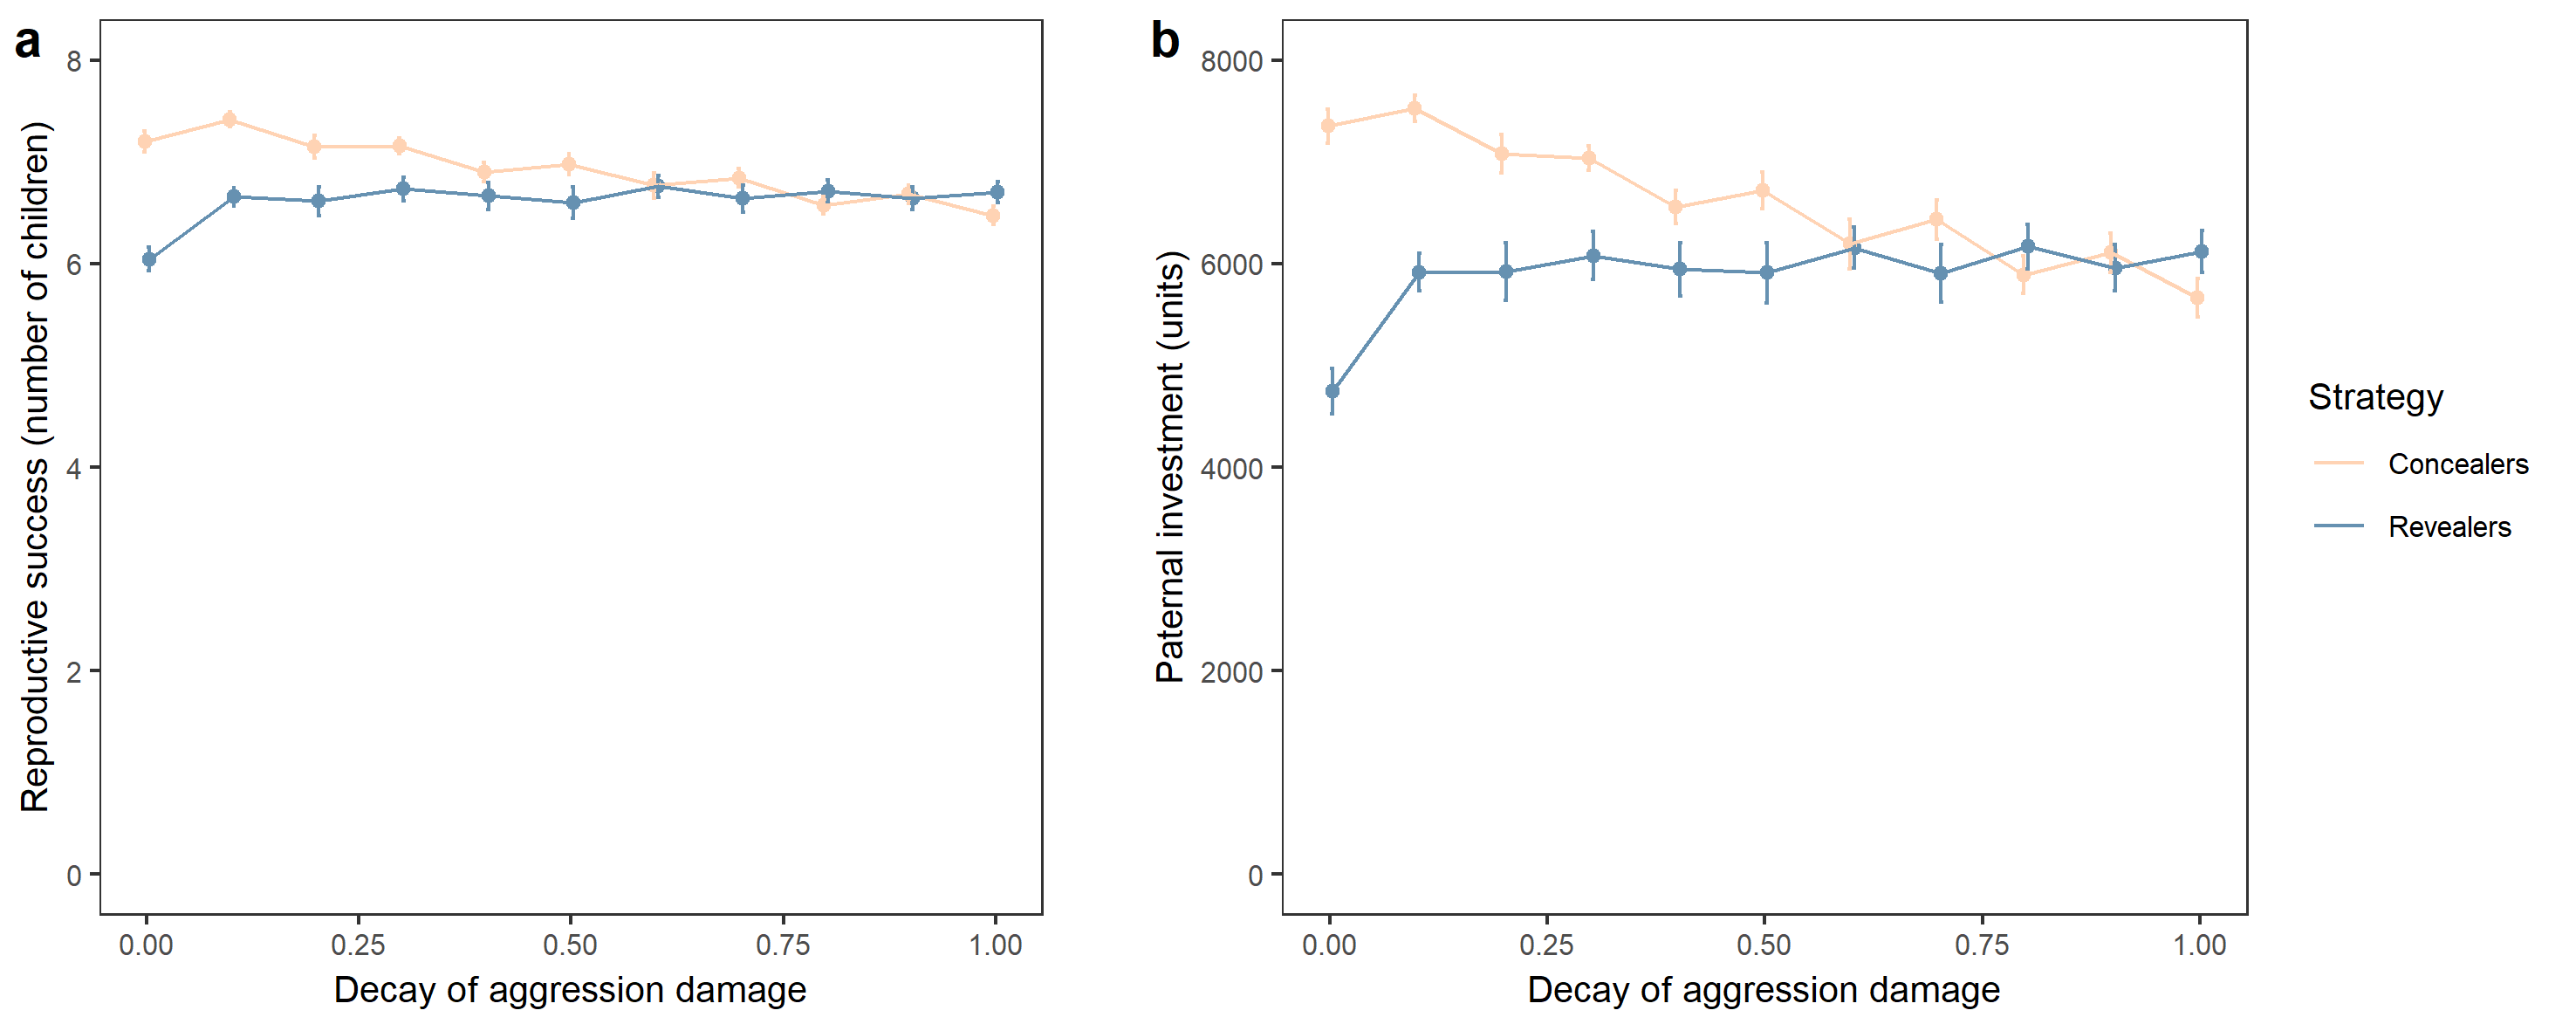 a
8
6
4
2
0
Reproductive success (number of children)
0.00 0.25 0.50 0.75 1.00
Decay of aggression damage
b
8000
6000
4000
2000
0
Paternal investment (units)
0.00 0.25 0.50 0.75 1.00
Decay of aggression damage
Strategy
Concealers
Revealers